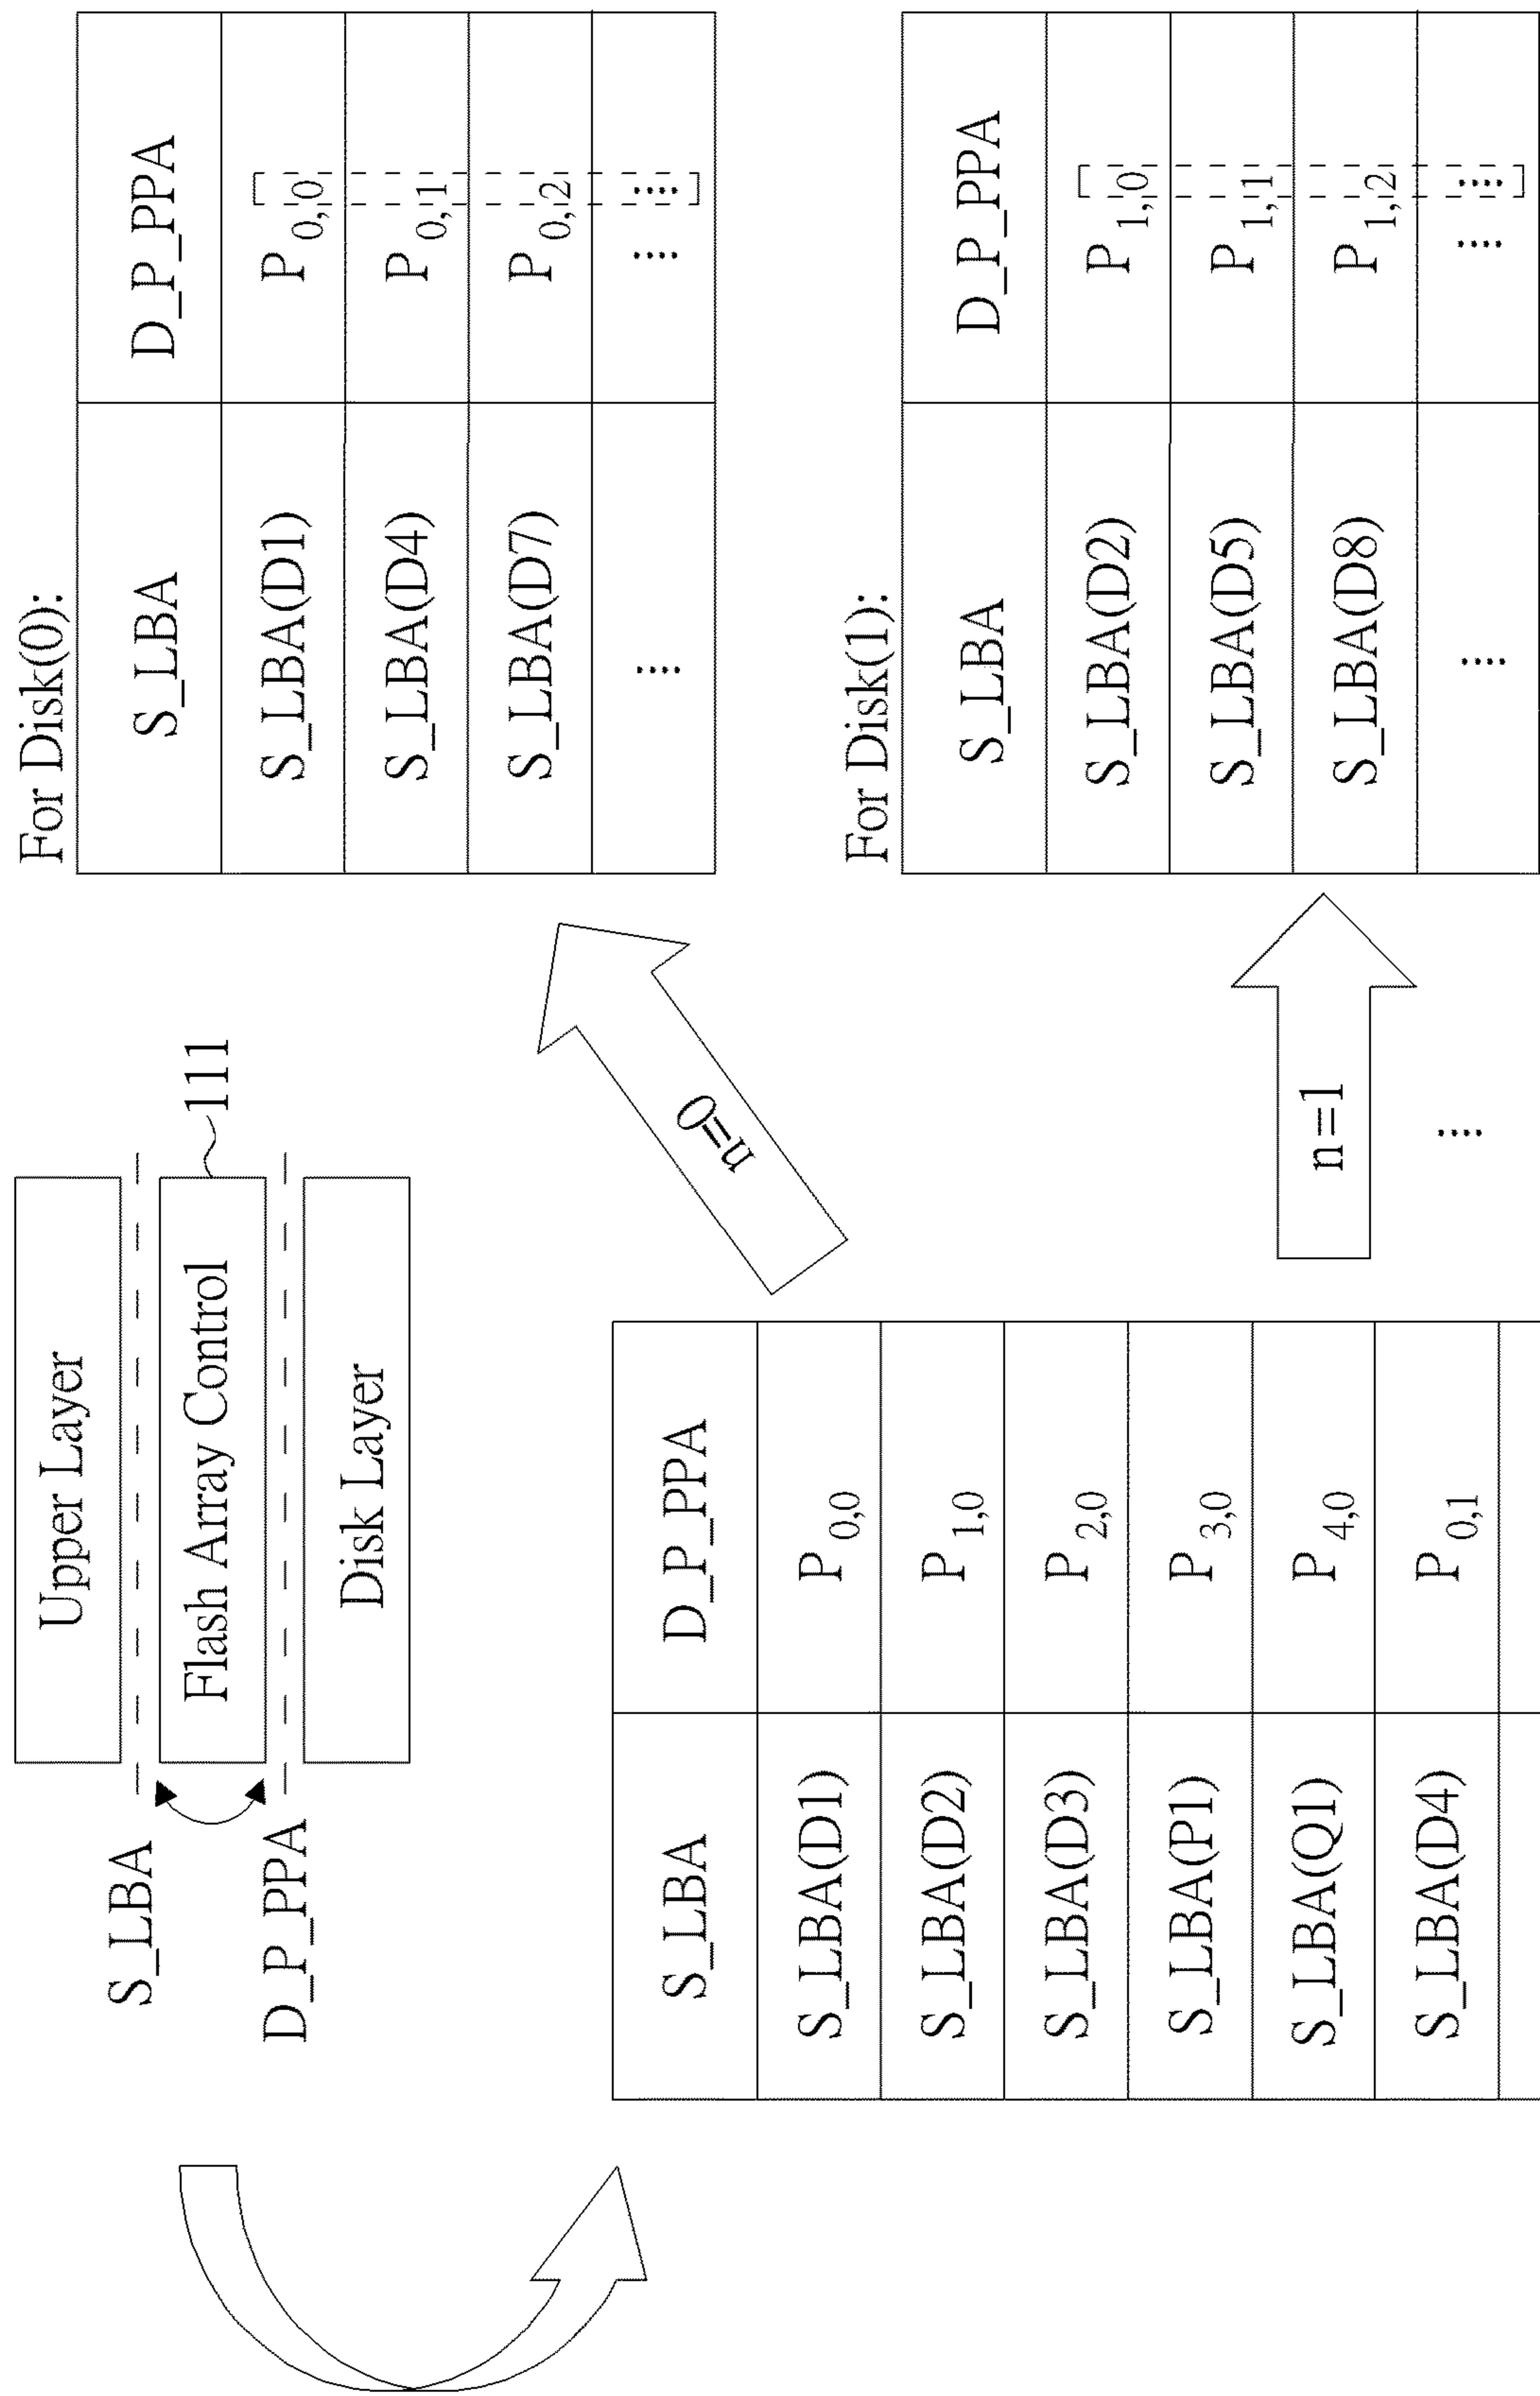 Upper Layer
S_LBA
Flash Array Control
111
D_P_PPA
Disk Layer
S_LBA D_P_PPA
S_LBA(D1) P0,0
S_LBA(D2) P1,0
S_LBA(D3) P2,0
S_LBA(P1) P3,0
S_LBA(Q1) P4,0
S_LBA(D4) P0,1
n=0
n=1
....
For Disk(0):
S_LBA D_P_PPA
S_LBA(D1) P0,0
S_LBA(D4) P0,1
S_LBA(D7) P0,2
.... .... ....
For Disk(1):
S_LBA D_P_PPA
S_LBA(D2) P1,0
S_LBA(D5) P1,1
S_LBA(D8) P1,2
.... .... ....